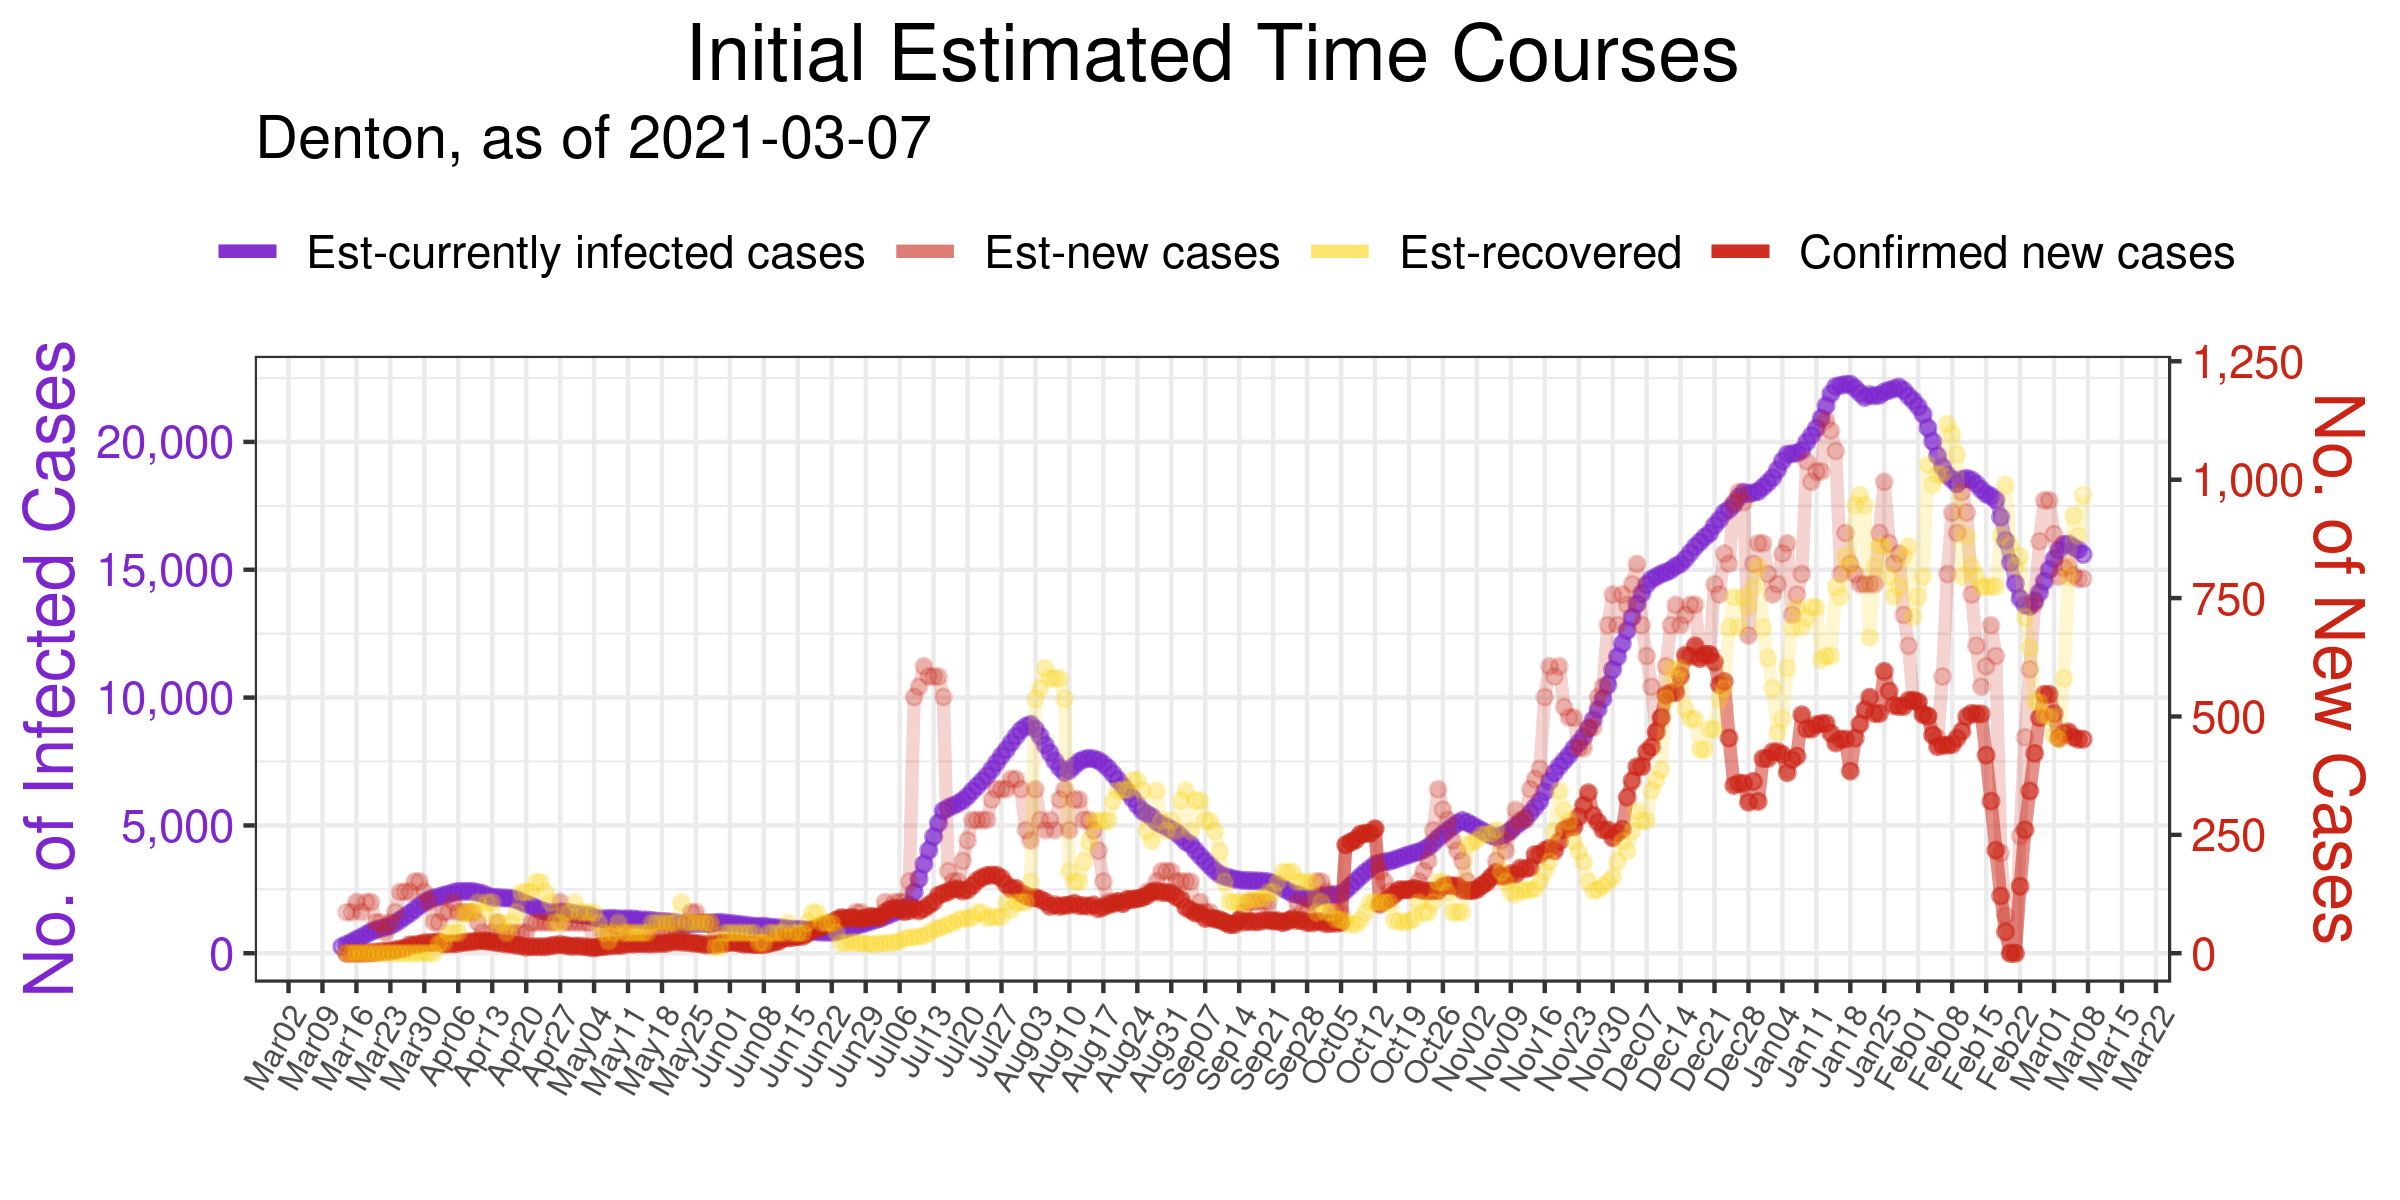 Initial Estimated Time Courses
Denton, as of 2021-03-07
Est-currently infected cases
Est-new cases
Est-recovered
Confirmed new cases
No. of Infected Cases
20,000
15,000
10,000
5,000
0
1,250
1,000
750
500
250
0
No. of New Cases
Mar02
Mar09
Mar16
Mar23
Mar30
Apr06
Apr13
Apr20
Apr27
May04
May11
May18
May25
Jun01
Jun08
Jun15
Jun22
Jun29
Jul06
Jul13
Jul20
Jul27
Aug03
Aug10
Aug17
Aug24
Aug31
Sep07
Sep14
Sep21
Sep28
Oct05
Oct12
Oct19
Oct26
Nov02
Nov09
Nov16
Nov23
Nov30
Dec07
Dec14
Dec21
Dec28
Jan04
Jan11
Jan18
Jan25
Feb01
Feb08
Feb15
Feb22
Mar01
Mar08
Mar15
Mar22